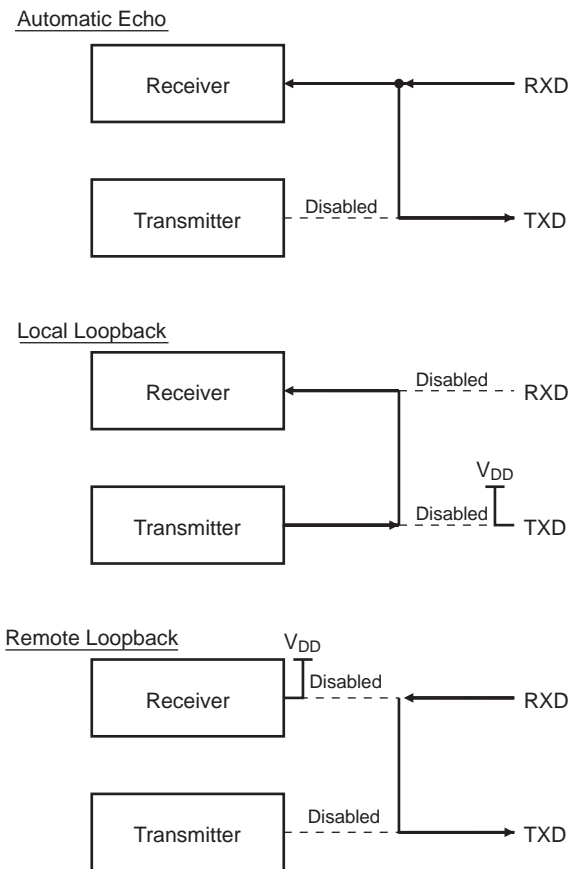 Automatic Echo
Receiver
RXD
Transmitter
Disabled
TXD
Local Loopback
Receiver
Disabled
RXD
VDD
Transmitter
Disabled
TXD
Remote Loopback
VDD
Receiver
Disabled
RXD
Transmitter
Disabled
TXD